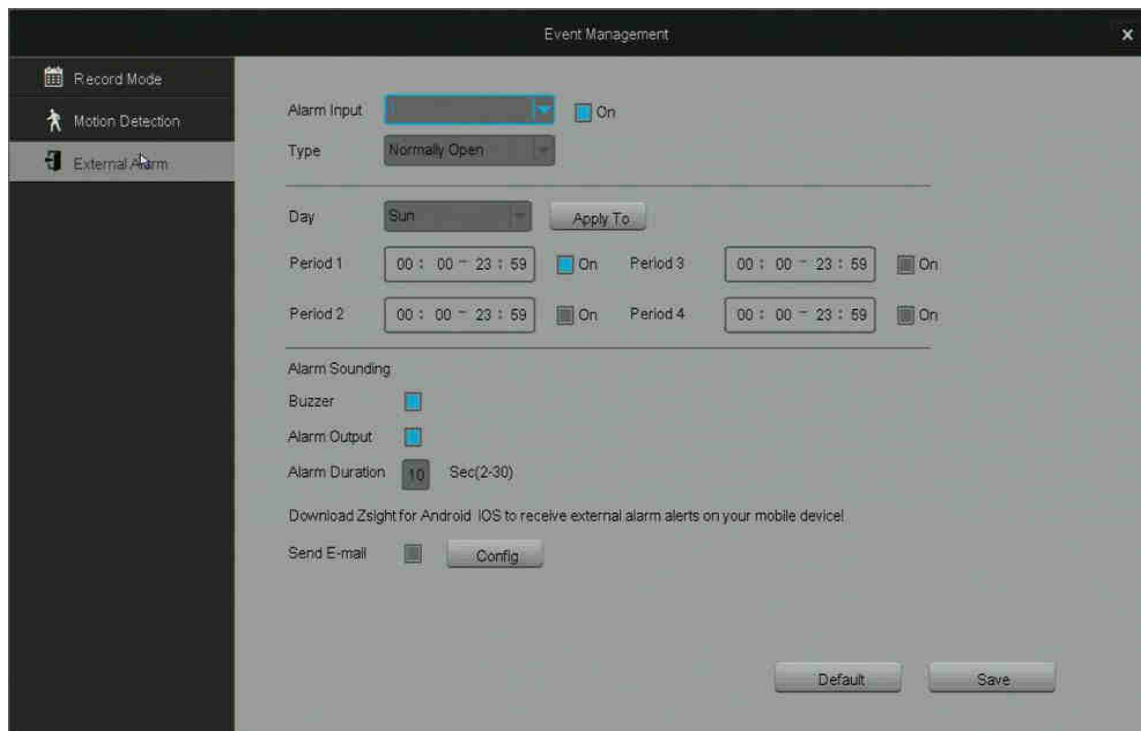 Event Management X
Record Mode
Motion Detection
External Alarm
Alarm Input On
Type Normally Open
Day Sun Apply To
Period 1 00 : 00 - 23 : 59 On Period 3 00 : 00 - 23 : 59 On
Period 2 00 : 00 - 23 : 59 On Period 4 00 : 00 - 23 : 59 On
Alarm Sounding
Buzzer
Alarm Output
Alarm Duration 10 Sec(2-30)
Download Zsight for Android IOS to receive external alarm alerts on your mobile device!
Send E-mail Config
Default Save